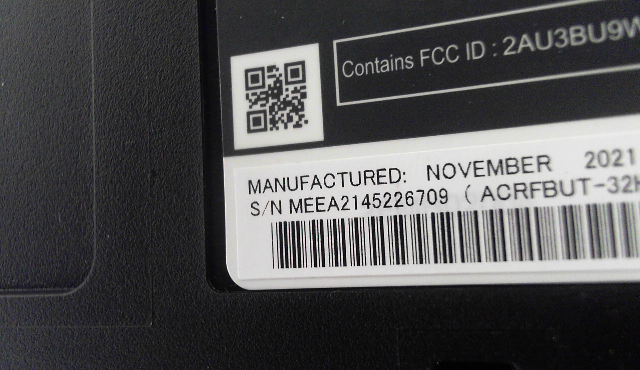 Contains FCC ID : 2AU3BU9W
MANUFACTURED: NOVEMBER 2021
S/N MEEA2145226709 ( ACRFBUT-32H